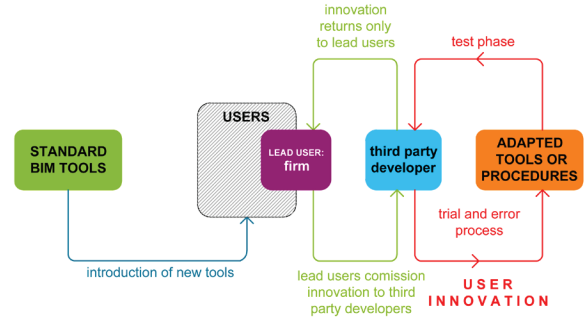 innovation
returns only
to lead users
test phase
USERS
STANDARD
BIM TOOLS
LEAD USER:
firm
third party
developer
ADAPTED
TOOLS OR
PROCEDURES
trial and error
process
introduction of new tools
lead users comission
innovation to third
party developers
USER
INNOVATION